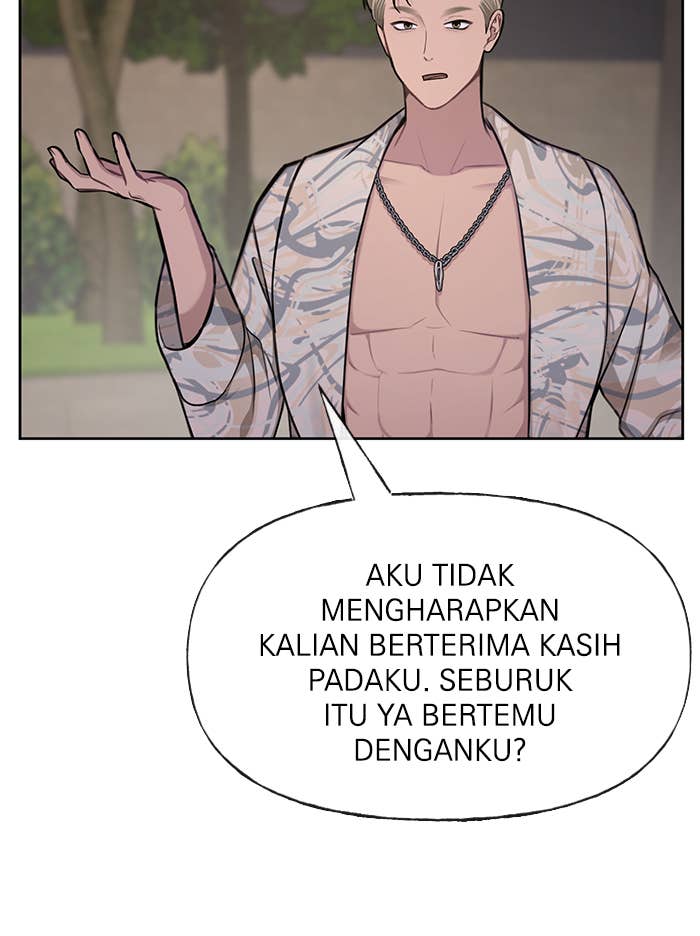 AKU TIDAK
MENGHARAPKAN
KALIAN BERTERIMA KASIH
PADAKU. SEBURUK
ITU YA BERTEMU
DENGANKU?